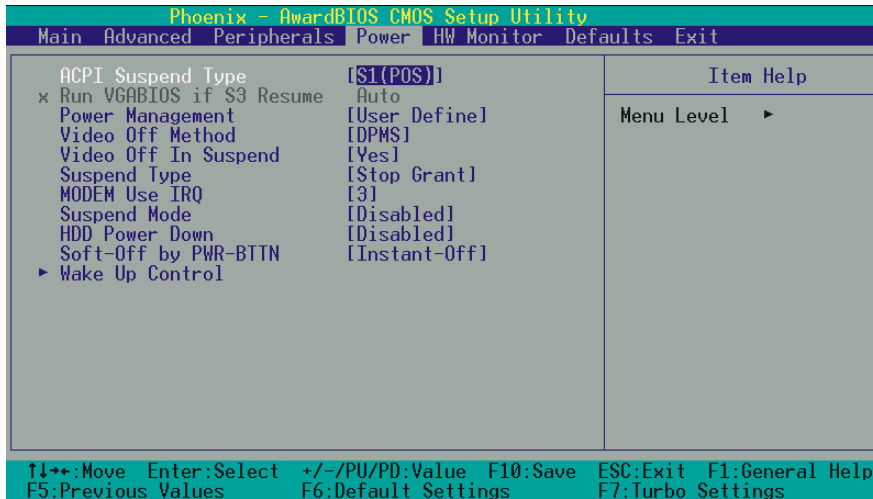 Phoenix - AwardBIOS CMOS Setup Utility
Main Advanced Peripherals Power HW Monitor Defaults Exit
ACPI Suspend Type [S1(POS)] Item Help
x Run VGABIOS if S3 Resume Auto
Power Management [User Define] Menu Level ►
Video Off Method [DPMS]
Video Off In Suspend [Yes]
Suspend Type [Stop Grant]
MODEM Use IRQ [3]
Suspend Mode [Disabled]
HDD Power Down [Disabled]
Soft-Off by PWR-BTTN [Instant-Off]
► Wake Up Control
↑↓→←:Move Enter:Select +/-/PU/PD:Value F10:Save ESC:Exit F1:General Help
F5:Previous Values F6:Default Settings F7:Turbo Settings